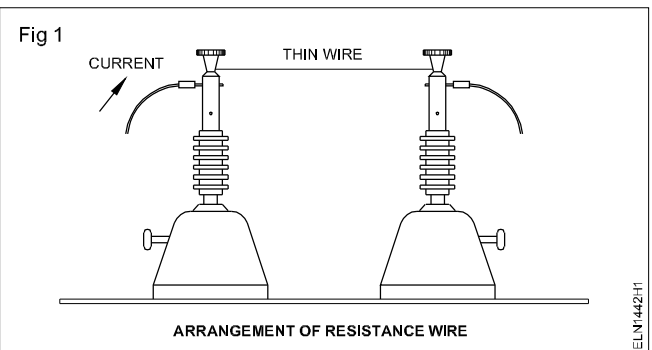 Fig 1
CURRENT
THIN WIRE
ARRANGEMENT OF RESISTANCE WIRE
ELN1442H1